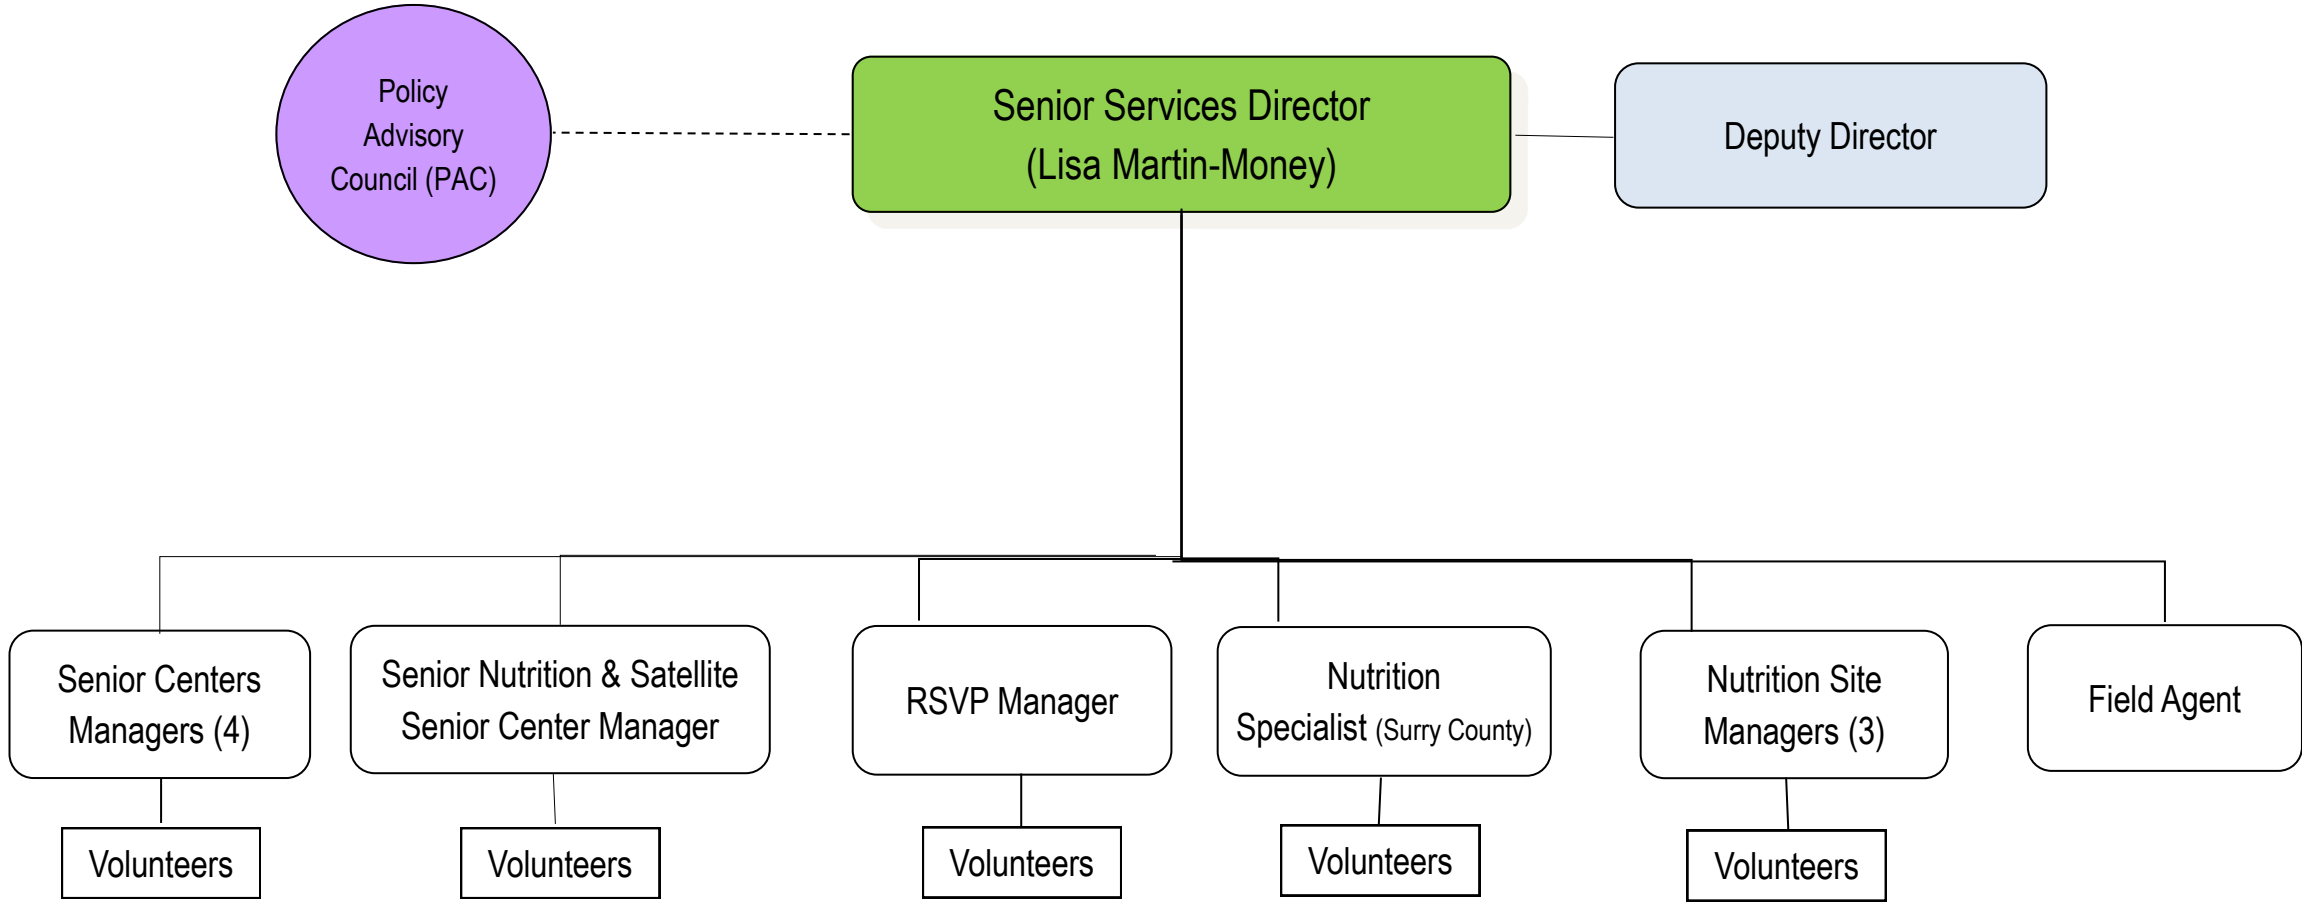 Policy
Advisory
Council (PAC)
Senior Services Director
(Lisa Martin-Money)
Deputy Director
Senior Centers
Managers (4)
Senior Nutrition & Satellite
Senior Center Manager
RSVP Manager
Nutrition
Specialist (Surry County)
Nutrition Site
Managers (3)
Field Agent
Volunteers
Volunteers
Volunteers
Volunteers
Volunteers